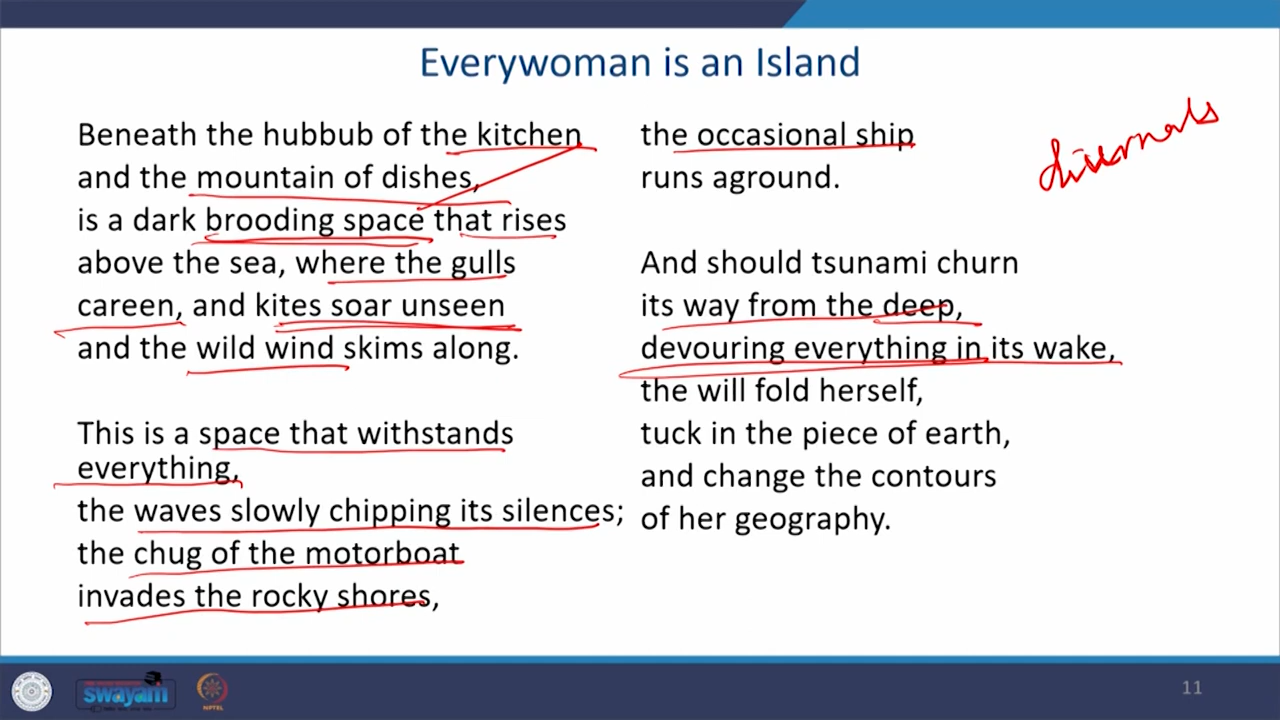 Everywoman is an Island
Beneath the hubbub of the kitchen
and the mountain of dishes,
is a dark brooding space that rises
above the sea, where the gulls
careen, and kites soar unseen
and the wild wind skims along.
This is a space that withstands
everything,
the waves slowly chipping its silences;
the chug of the motorboat
invades the rocky shores,
the occasional ship
runs aground.
And should tsunami churn
its way from the deep,
devouring everything in its wake,
the will fold herself,
tuck in the piece of earth,
and change the contours
of her geography.
swayam
NPTEL
11